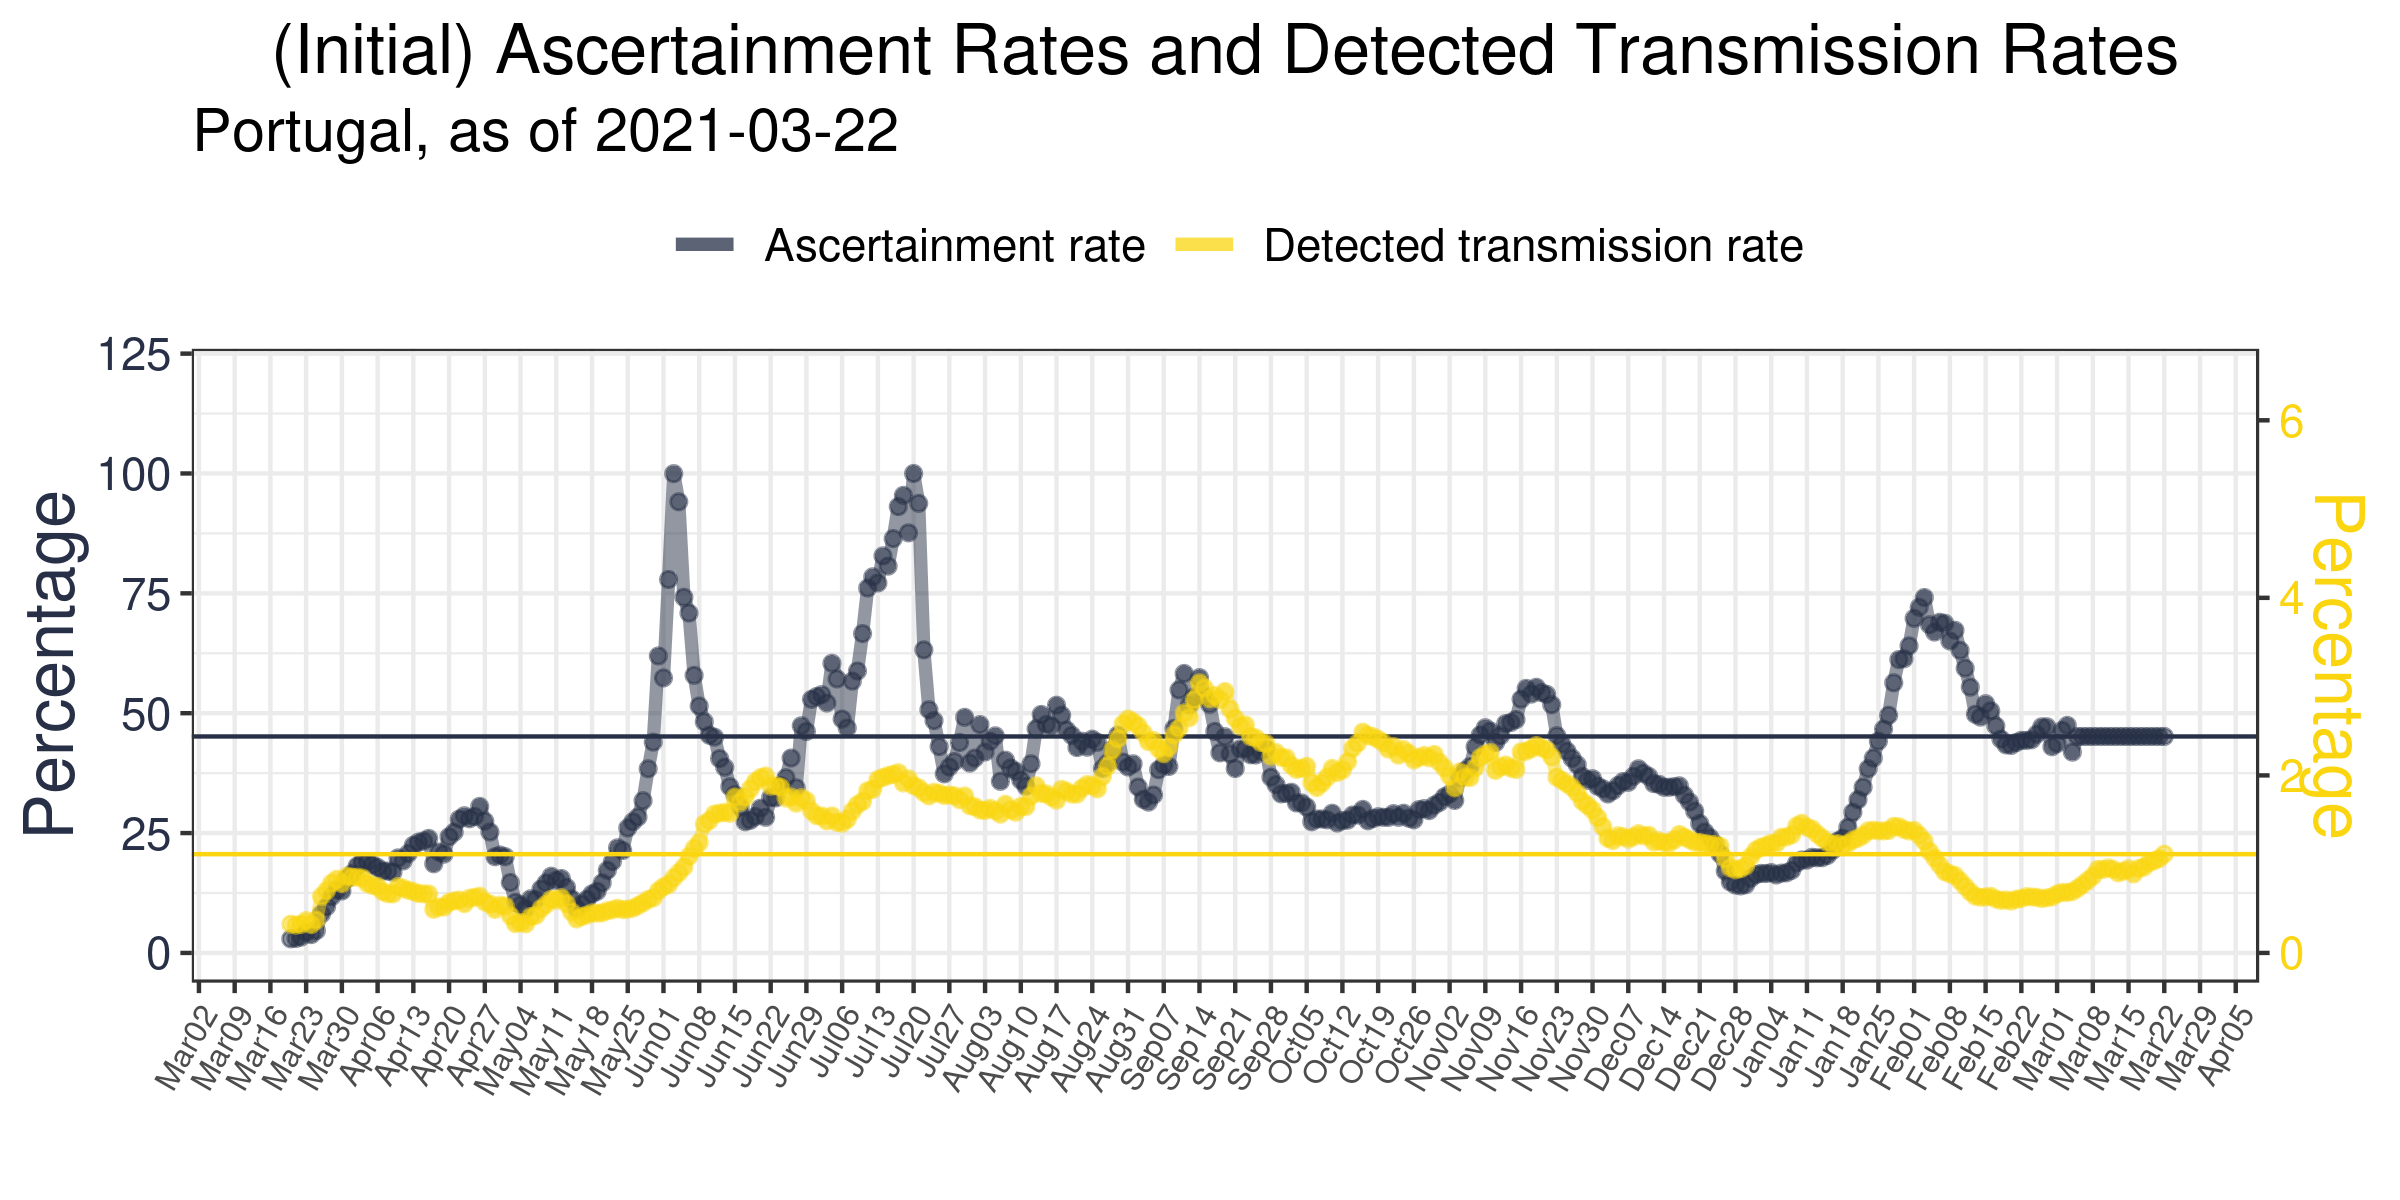 (Initial) Ascertainment Rates and Detected Transmission Rates
Portugal, as of 2021-03-22
Ascertainment rate
Detected transmission rate
125
100
75
50
25
0
Percentage
6
4
2
0
Percentage
Mar02
Mar09
Mar16
Mar23
Mar30
Apr06
Apr13
Apr20
Apr27
May04
May11
May18
May25
Jun01
Jun08
Jun15
Jun22
Jun29
Jul06
Jul13
Jul20
Jul27
Aug03
Aug10
Aug17
Aug24
Aug31
Sep07
Sep14
Sep21
Sep28
Oct05
Oct12
Oct19
Oct26
Nov02
Nov09
Nov16
Nov23
Nov30
Dec07
Dec14
Dec21
Dec28
Jan04
Jan11
Jan18
Jan25
Feb01
Feb08
Feb15
Feb22
Mar01
Mar08
Mar15
Mar22
Mar29
Apr05